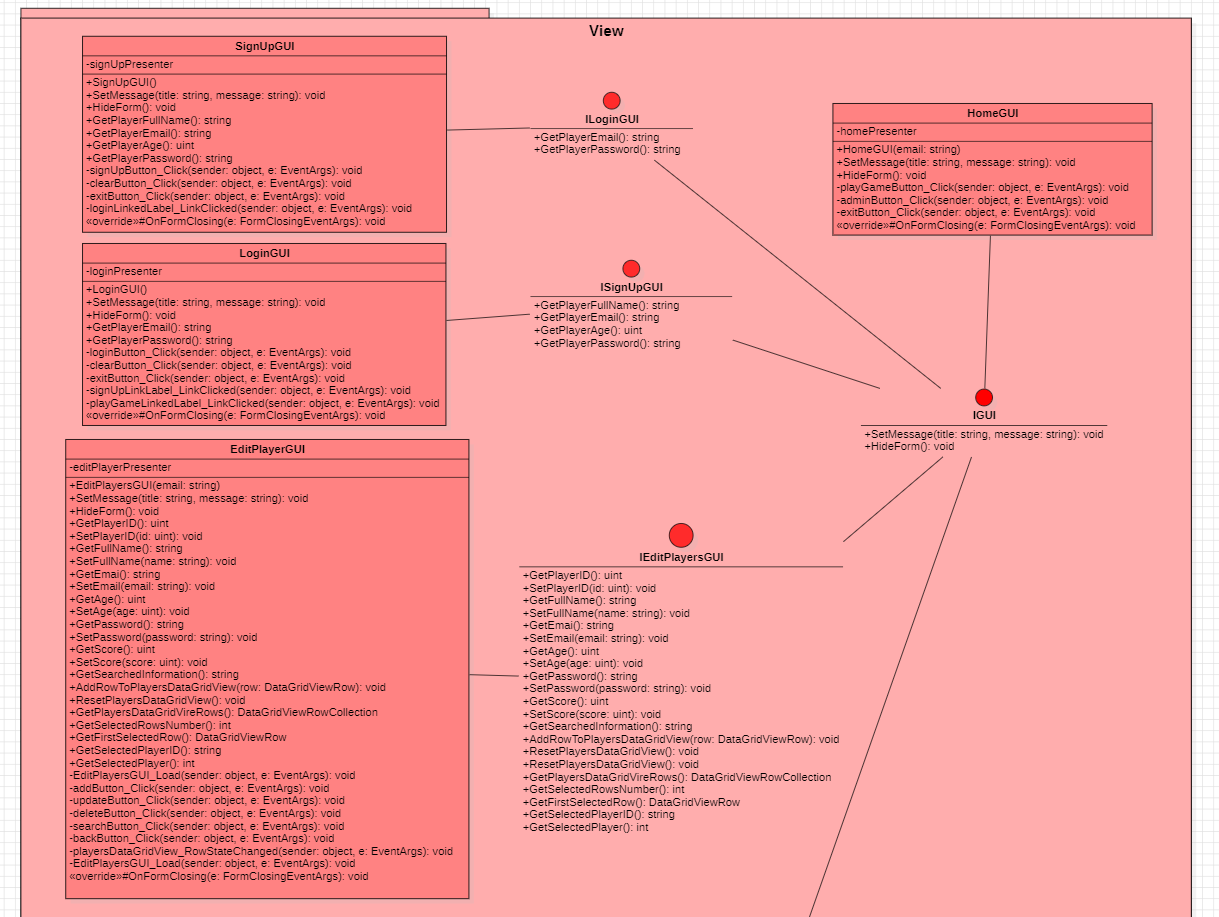 View
SignUpGUI
-signUpPresenter
+SignUpGUI()
+SetMessage(title: string, message: string): void
+HideForm(): void
+GetPlayerFullName(): string
+GetPlayerEmail(): string
+GetPlayerAge(): uint
+GetPlayerPassword(): string
-signUpButton_Click(sender: object, e: EventArgs): void
-clearButton_Click(sender: object, e: EventArgs): void
-exitButton_Click(sender: object, e: EventArgs): void
-loginLinkedLabel_LinkClicked(sender: object, e: EventArgs): void
«override»#OnFormClosing(e: FormClosingEventArgs): void
ILoginGUI
+GetPlayerEmail(): string
+GetPlayerPassword(): string
HomeGUI
-homePresenter
+HomeGUI(email: string)
+SetMessage(title: string, message: string): void
+HideForm(): void
-playGameButton_Click(sender: object, e: EventArgs): void
-adminButton_Click(sender: object, e: EventArgs): void
-exitButton_Click(sender: object, e: EventArgs): void
«override»#OnFormClosing(e: FormClosingEventArgs): void
LoginGUI
-loginPresenter
+LoginGUI()
+SetMessage(title: string, message: string): void
+HideForm(): void
+GetPlayerEmail(): string
+GetPlayerPassword(): string
-loginButton_Click(sender: object, e: EventArgs): void
-clearButton_Click(sender: object, e: EventArgs): void
-exitButton_Click(sender: object, e: EventArgs): void
-signUpLinkLabel_LinkClicked(sender: object, e: EventArgs): void
-playGameLinkedLabel_LinkClicked(sender: object, e: EventArgs): void
«override»#OnFormClosing(e: FormClosingEventArgs): void
ISignUpGUI
+GetPlayerFullName(): string
+GetPlayerEmail(): string
+GetPlayerAge(): uint
+GetPlayerPassword(): string
IGUI
+SetMessage(title: string, message: string): void
+HideForm(): void
EditPlayerGUI
-editPlayerPresenter
+EditPlayersGUI(email: string)
+SetMessage(title: string, message: string): void
+HideForm(): void
+GetPlayerID(): uint
+SetPlayerID(id: uint): void
+GetFullName(): string
+SetFullName(name: string): void
+GetEmai(): string
+SetEmail(email: string): void
+GetAge(): uint
+SetAge(age: uint): void
+GetPassword(): string
+SetPassword(password: string): void
+GetScore(): uint
+SetScore(score: uint): void
+GetSearchedInformation(): string
+AddRowToPlayersDataGridView(row: DataGridViewRow): void
+ResetPlayersDataGridView(): void
+GetPlayersDataGridVireRows(): DataGridViewRowCollection
+GetSelectedRowsNumber(): int
+GetFirstSelectedRow(): DataGridViewRow
+GetSelectedPlayerID(): string
+GetSelectedPlayer(): int
-EditPlayersGUI_Load(sender: object, e: EventArgs): void
-addButton_Click(sender: object, e: EventArgs): void
-updateButton_Click(sender: object, e: EventArgs): void
-deleteButton_Click(sender: object, e: EventArgs): void
-searchButton_Click(sender: object, e: EventArgs): void
-backButton_Click(sender: object, e: EventArgs): void
-playersDataGridView_RowStateChanged(sender: object, e: EventArgs): void
-EditPlayersGUI_Load(sender: object, e: EventArgs): void
«override»#OnFormClosing(e: FormClosingEventArgs): void
IEditPlayersGUI
+GetPlayerID(): uint
+SetPlayerID(id: uint): void
+GetFullName(): string
+SetFullName(name: string): void
+GetEmai(): string
+SetEmail(email: string): void
+GetAge(): uint
+SetAge(age: uint): void
+GetPassword(): string
+SetPassword(password: string): void
+GetScore(): uint
+SetScore(score: uint): void
+GetSearchedInformation(): string
+AddRowToPlayersDataGridView(row: DataGridViewRow): void
+ResetPlayersDataGridView(): void
+ResetPlayersDataGridView(): void
+GetPlayersDataGridVireRows(): DataGridViewRowCollection
+GetSelectedRowsNumber(): int
+GetFirstSelectedRow(): DataGridViewRow
+GetSelectedPlayerID(): string
+GetSelectedPlayer(): int